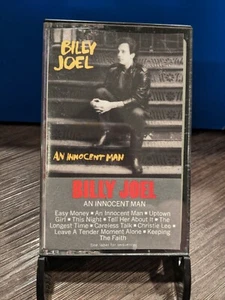 BILLY
JOEL
AN INNOCENT MAN
BILLY JOEL
AN INNOCENT MAN
Easy Money • An Innocent Man • Uptown
Girl • This Night • Tell Her About It • The
Longest Time • Careless Talk • Christie Lee •
Leave A Tender Moment Alone • Keeping
The Faith